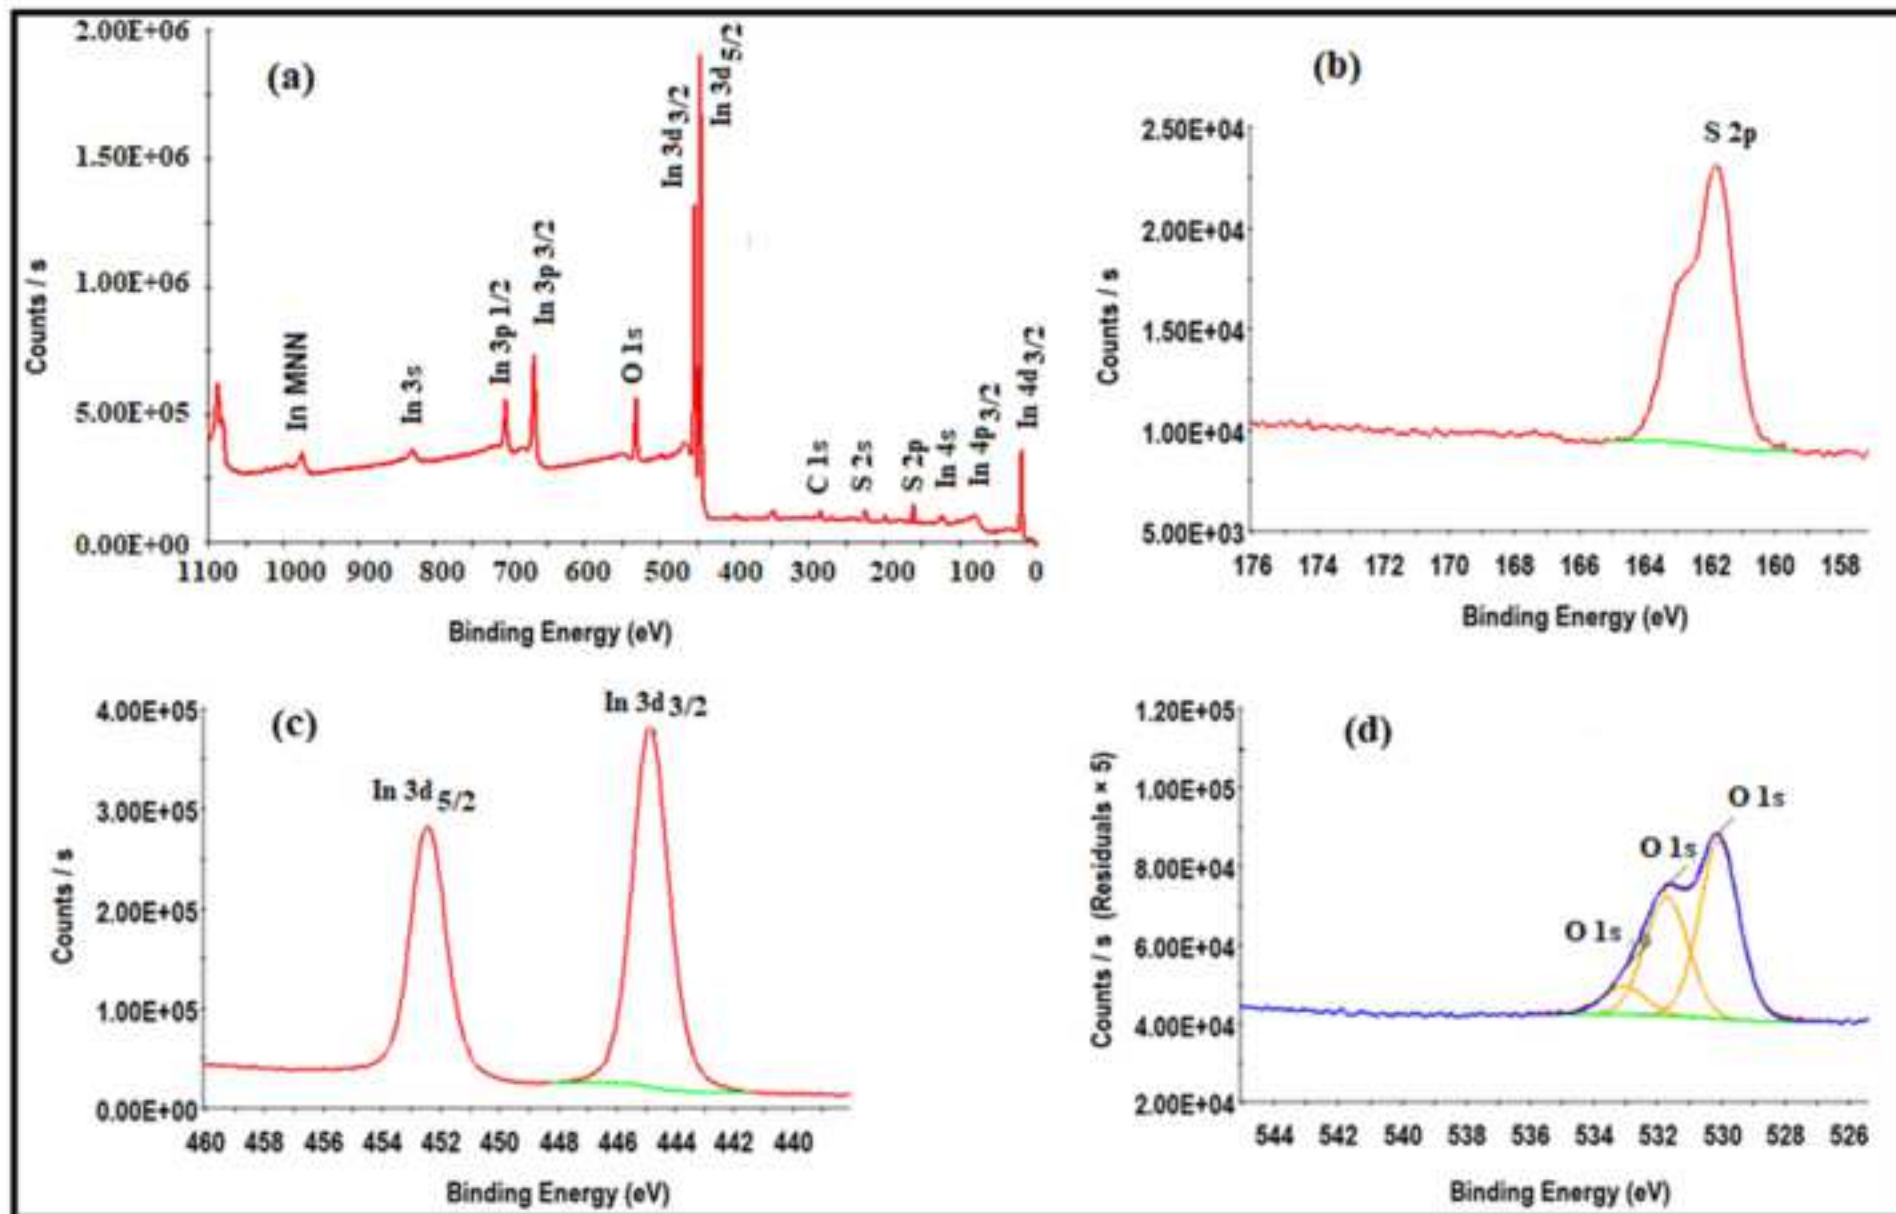 (a)
2.00E+06
1.50E+06
1.00E+06
5.00E+05
0.00E+00
Counts / s
In MNN
In 3s
In 3p 1/2
In 3p 3/2
O 1s
In 3d 3/2
In 3d 5/2
C 1s
S 2s
S 2p
In 4s
In 4p 3/2
In 4d 3/2
1100 1000 900 800 700 600 500 400 300 200 100 0
Binding Energy (eV)
(b)
S 2p
2.50E+04
2.00E+04
1.50E+04
1.00E+04
5.00E+03
Counts / s
176 174 172 170 168 166 164 162 160 158
Binding Energy (eV)
(c)
In 3d 5/2
In 3d 3/2
4.00E+05
3.00E+05
2.00E+05
1.00E+05
0.00E+00
Counts / s
460 458 456 454 452 450 448 446 444 442 440
Binding Energy (eV)
(d)
O 1s
O 1s
O 1s
1.20E+05
1.00E+05
8.00E+04
6.00E+04
4.00E+04
2.00E+04
Counts / s (Residuals × 5)
544 542 540 538 536 534 532 530 528 526
Binding Energy (eV)